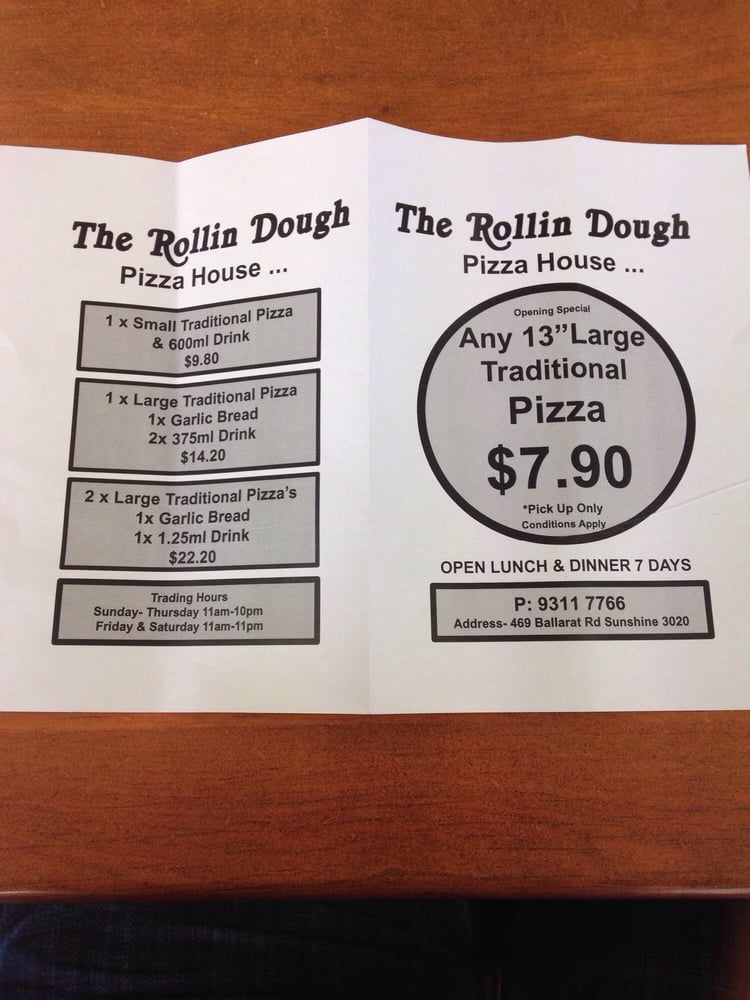 The Rollin Dough
Pizza House ...
1 x Small Traditional Pizza
& 600ml Drink
$9.80
1 x Large Traditional Pizza
1x Garlic Bread
2x 375ml Drink
$14.20
2 x Large Traditional Pizza's
1x Garlic Bread
1x 1.25ml Drink
$22.20
Trading Hours
Sunday- Thursday 11am-10pm
Friday & Saturday 11am-11pm
The Rollin Dough
Pizza House ...
Opening Special
Any 13"Large
Traditional
Pizza
$7.90
*Pick Up Only
Conditions Apply
OPEN LUNCH & DINNER 7 DAYS
P: 9311 7766
Address- 469 Ballarat Rd Sunshine 3020